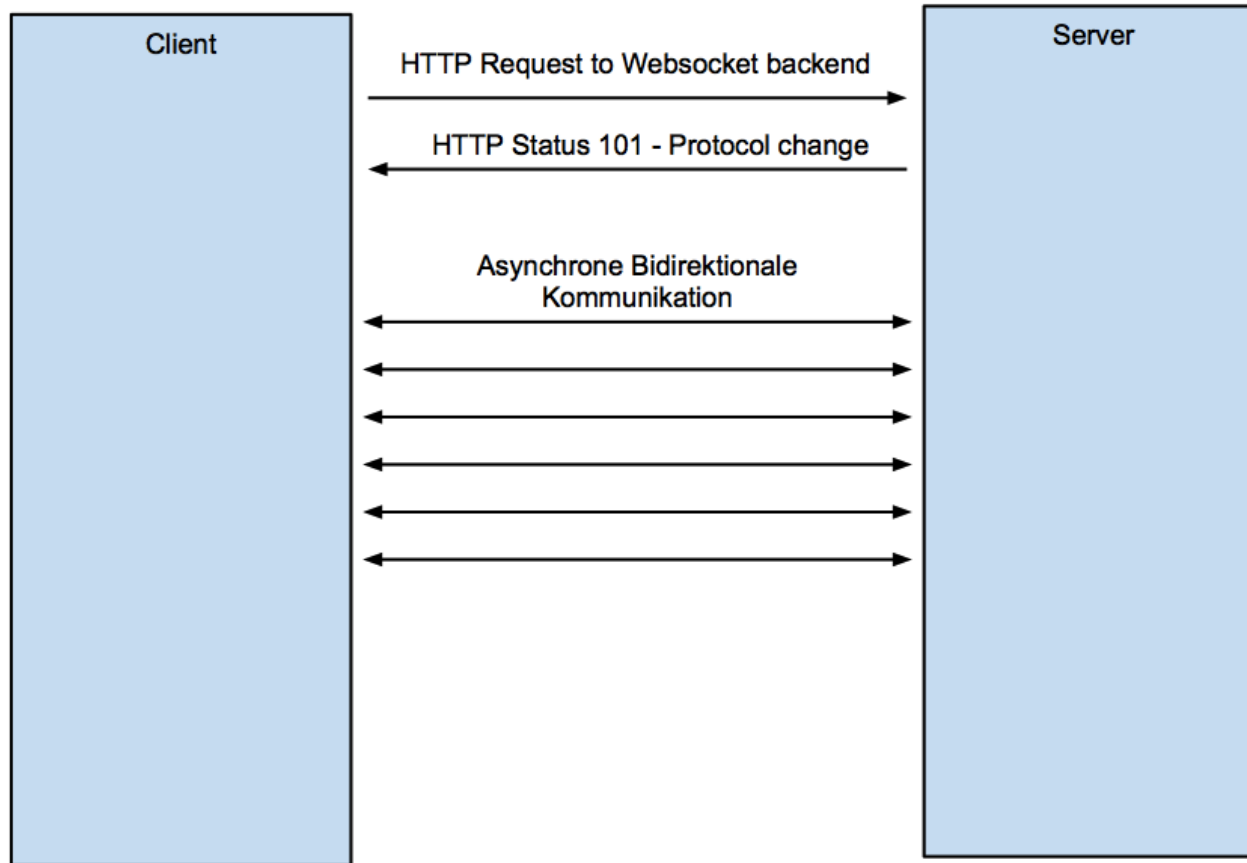 Client
Server
HTTP Request to Websocket backend
HTTP Status 101 - Protocol change
Asynchrone Bidirektionale
Kommunikation